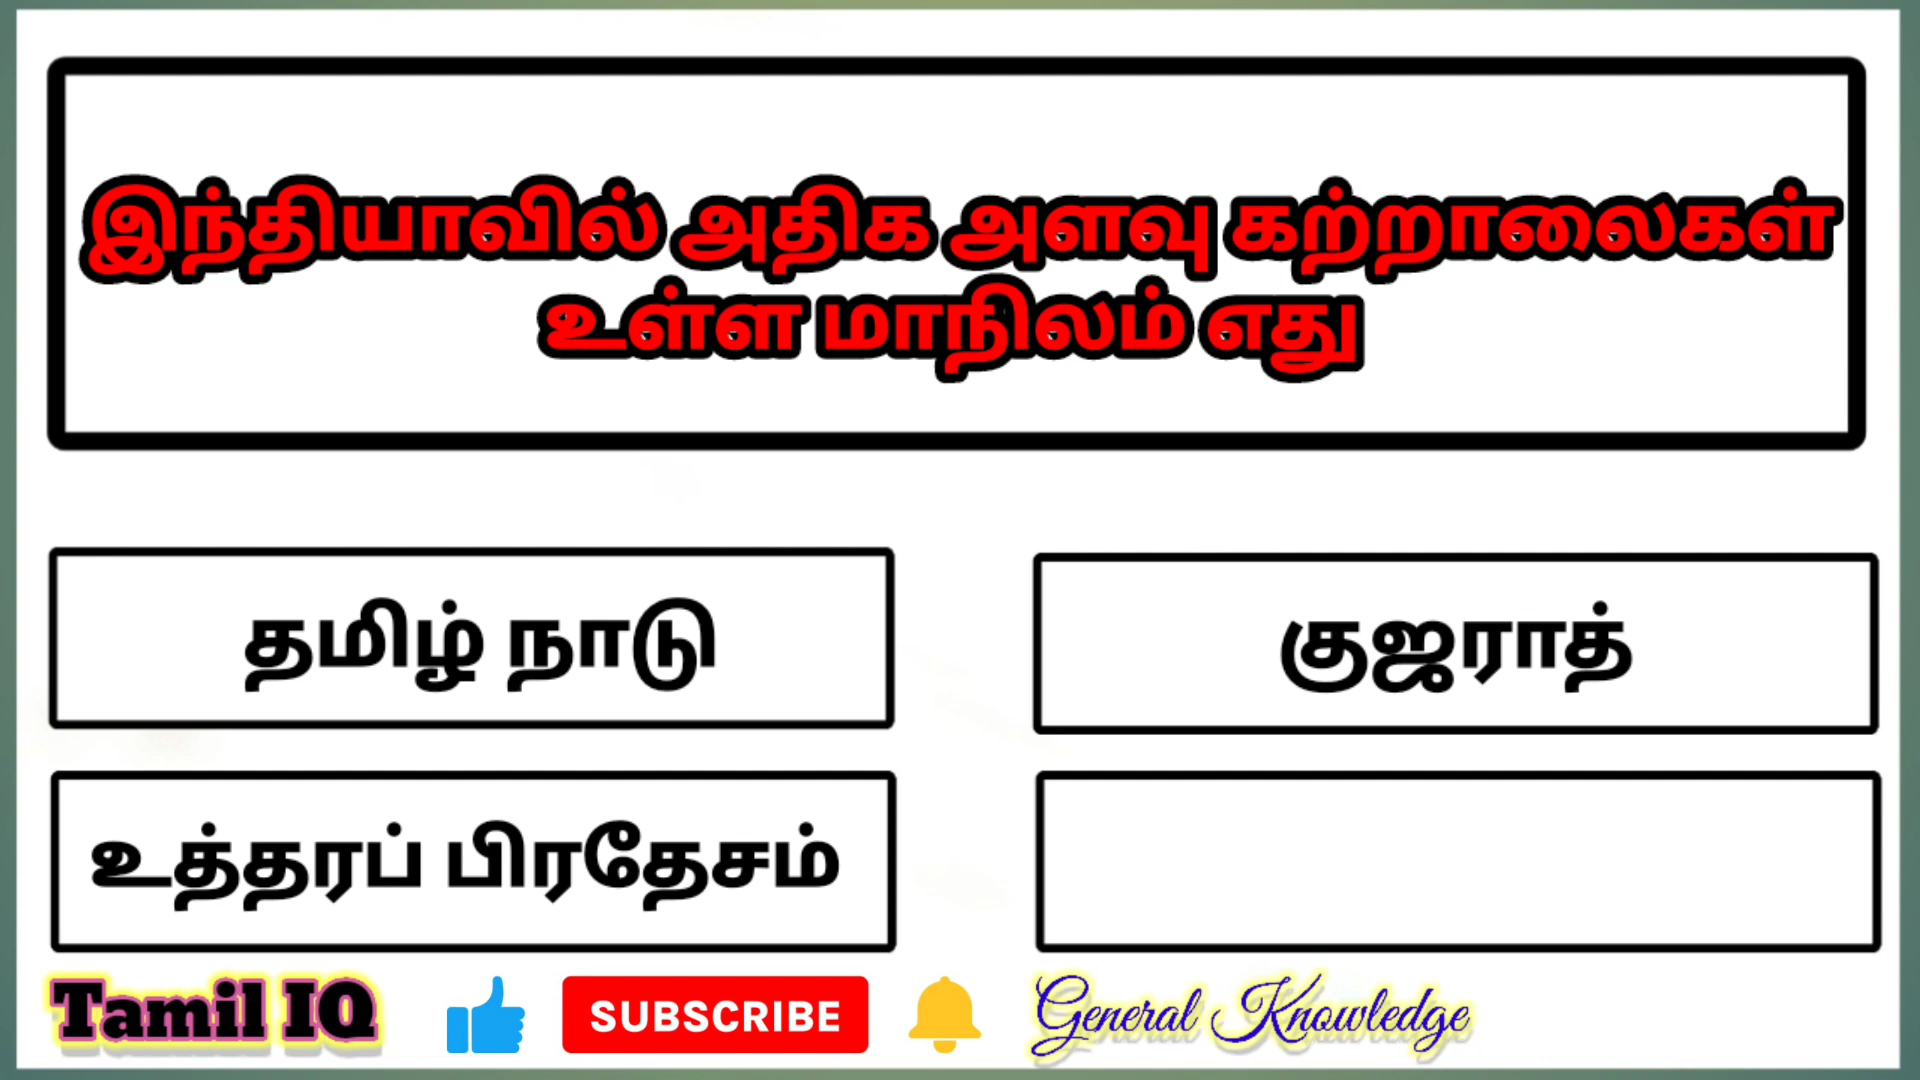 இந்தியாவில் அதிக அளவு கற்றாலைகள்
உள்ள மாநிலம் எது
தமிழ் நாடு
குஜராத்
உத்தரப் பிரதேசம்
Tamil IQ
SUBSCRIBE
General Knowledge